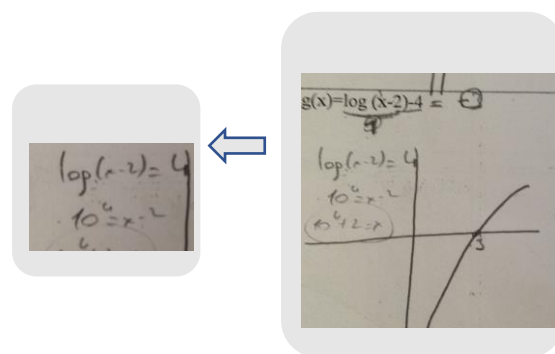 log(x-2)=4
10⁴=x-2
g(x)=log (x-2)-4 =
log(x-2)=4
10⁴=x-2
10⁴+2=x
3